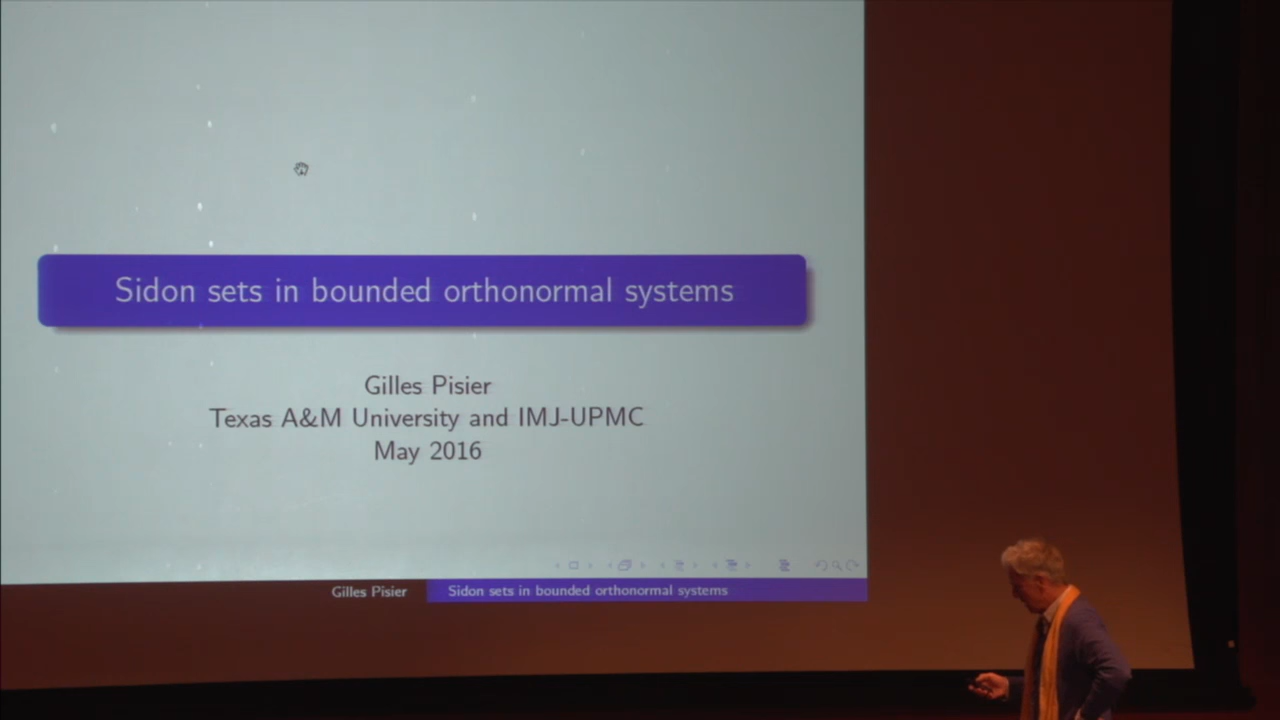 Sidon sets in bounded orthonormal systems
Gilles Pisier
Texas A&M University and IMJ-UPMC
May 2016
Gilles Pisier
Sidon sets in bounded orthonormal systems